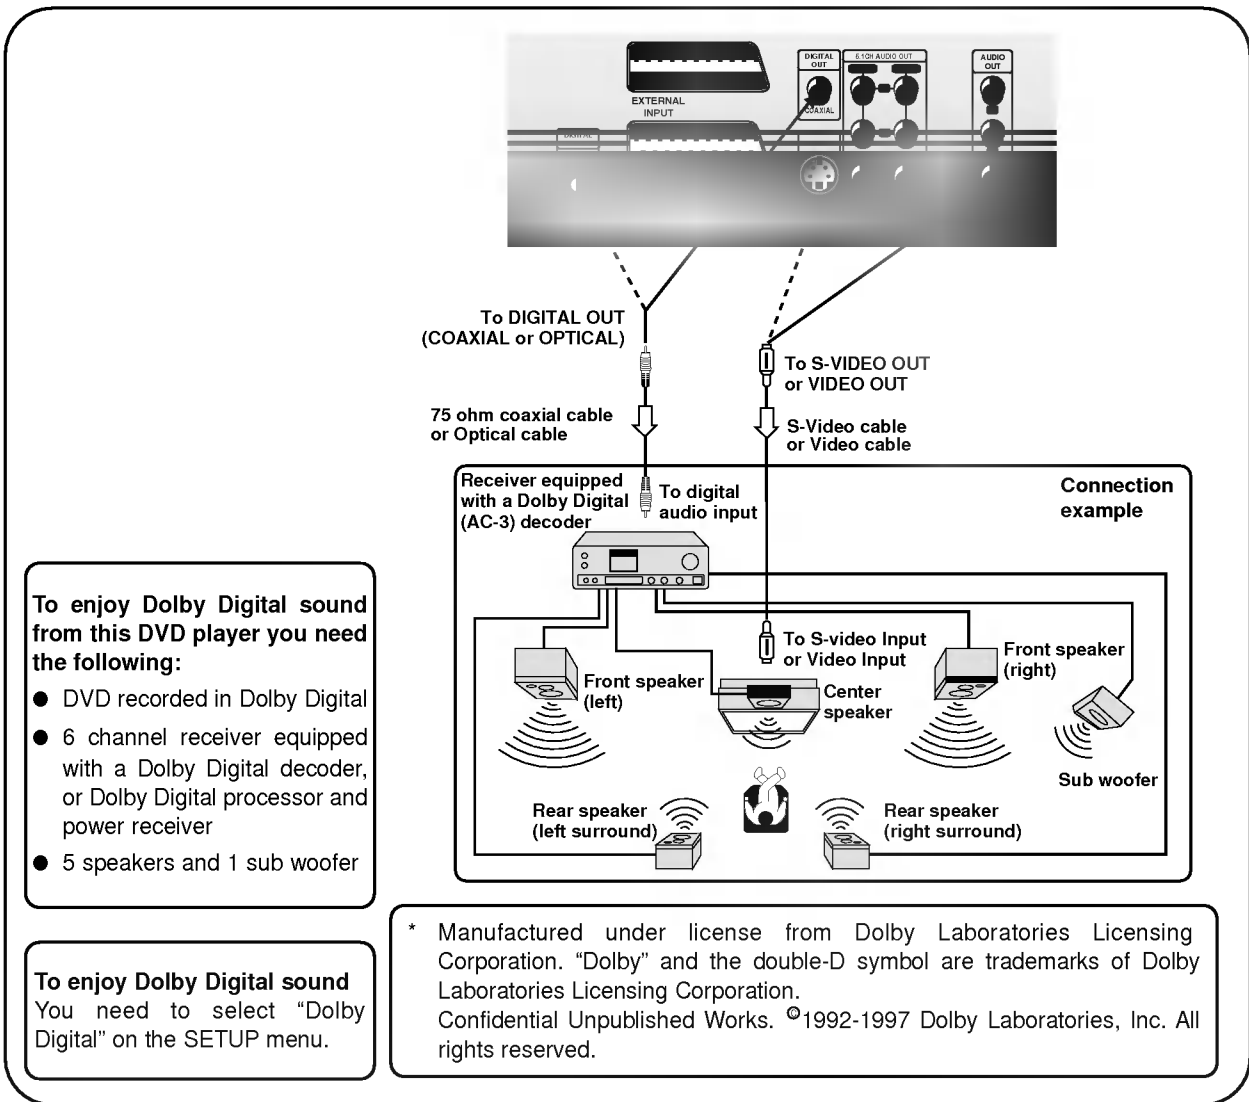 EXTERNAL
INPUT
DIGITAL
OUT
COAXIAL
5.1CH AUDIO OUT
AUDIO
OUT
DIGITAL
To DIGITAL OUT
(COAXIAL or OPTICAL)
To S-VIDEO OUT
or VIDEO OUT
75 ohm coaxial cable
or Optical cable
S-Video cable
or Video cable
Receiver equipped
with a Dolby Digital
(AC-3) decoder
To digital
audio input
Connection
example
To S-video Input
or Video Input
Front speaker
(left)
Center
speaker
Front speaker
(right)
Sub woofer
Rear speaker
(left surround)
Rear speaker
(right surround)
To enjoy Dolby Digital sound
from this DVD player you need
the following:
● DVD recorded in Dolby Digital
● 6 channel receiver equipped
with a Dolby Digital decoder,
or Dolby Digital processor and
power receiver
● 5 speakers and 1 sub woofer
To enjoy Dolby Digital sound
You need to select “Dolby
Digital” on the SETUP menu.
* Manufactured under license from Dolby Laboratories Licensing
Corporation. “Dolby” and the double-D symbol are trademarks of Dolby
Laboratories Licensing Corporation.
Confidential Unpublished Works. ©1992-1997 Dolby Laboratories, Inc. All
rights reserved.